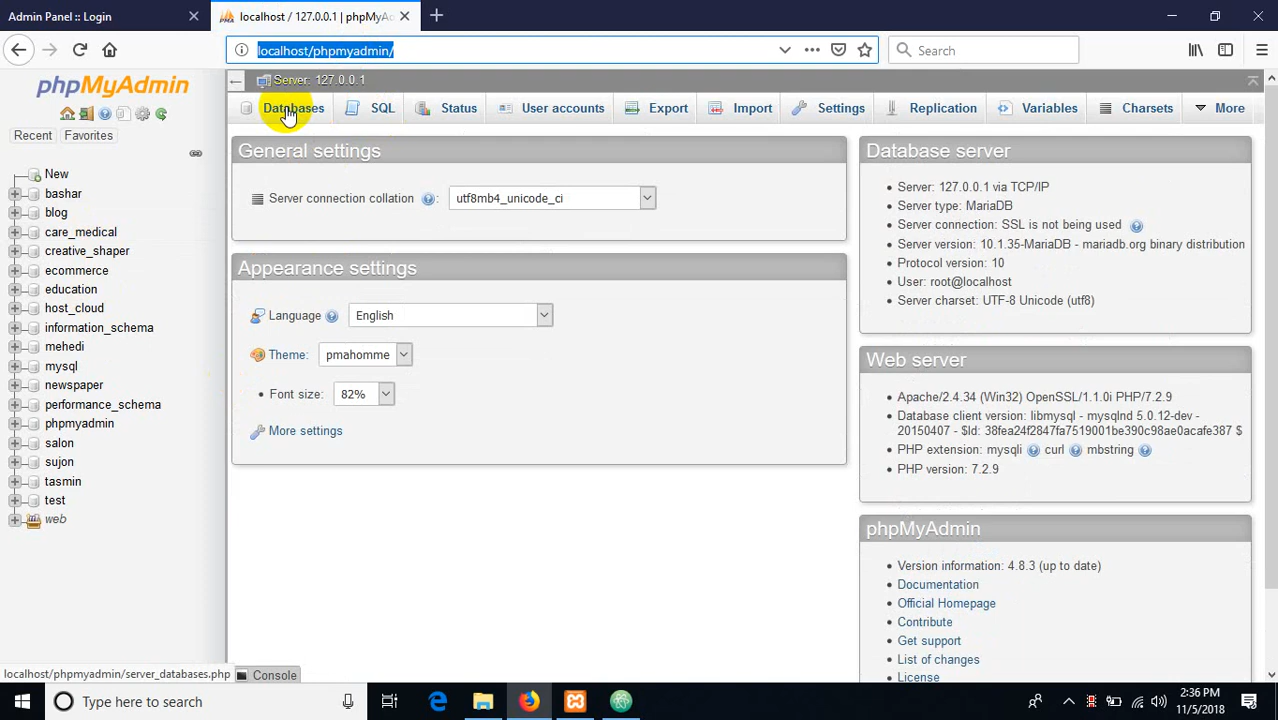 Admin Panel :: Login
localhost / 127.0.0.1 | phpMyA
localhost/phpmyadmin/
Search
phpMyAdmin
Recent
Favorites
New
bashar
blog
care_medical
creative_shaper
ecommerce
education
host_cloud
information_schema
mehedi
mysql
newspaper
performance_schema
phpmyadmin
salon
sujon
tasmin
test
web
Server: 127.0.0.1
Databases
SQL
Status
User accounts
Export
Import
Settings
Replication
Variables
Charsets
More
General settings
Server connection collation
:
utf8mb4_unicode_ci
Appearance settings
Language
English
Theme:
pmahomme
• Font size:
82%
More settings
Database server
• Server: 127.0.0.1 via TCP/IP
• Server type: MariaDB
• Server connection: SSL is not being used
• Server version: 10.1.35-MariaDB - mariadb.org binary distribution
• Protocol version: 10
• User: root@localhost
• Server charset: UTF-8 Unicode (utf8)
Web server
• Apache/2.4.34 (Win32) OpenSSL/1.1.0i PHP/7.2.9
• Database client version: libmysql - mysqlnd 5.0.12-dev -
20150407 - $Id: 38fea24f2847fa7519001be390c98ae0acafe387 $
• PHP extension: mysqli curl mbstring
• PHP version: 7.2.9
phpMyAdmin
• Version information: 4.8.3 (up to date)
• Documentation
• Official Homepage
• Contribute
• Get support
• List of changes
• License
localhost/phpmyadmin/server_databases.php
Console
Type here to search
2:36 PM
11/5/2018